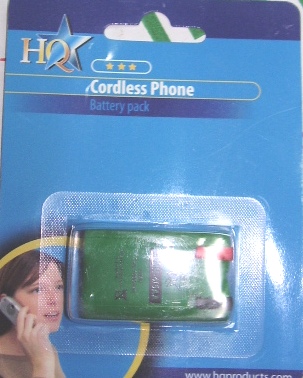 HQ
Cordless Phone
Battery pack
www.hqproducts.com